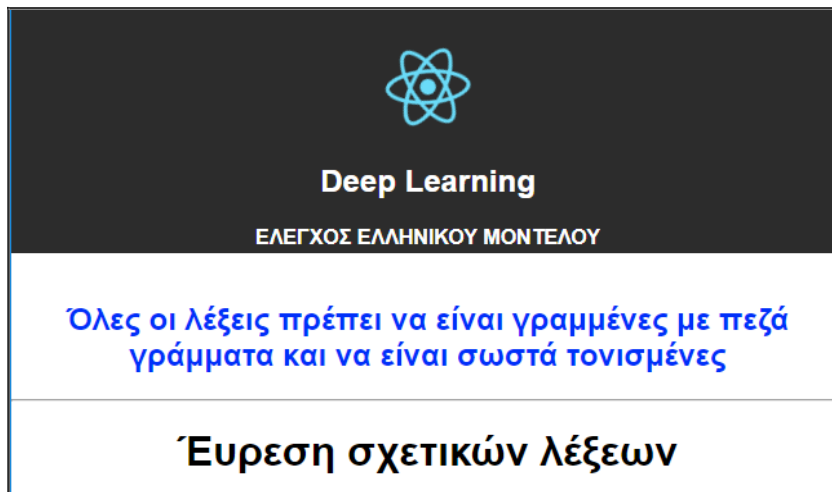 Deep Learning
ΕΛΕΓΧΟΣ ΕΛΛΗΝΙΚΟΥ ΜΟΝΤΕΛΟΥ
Όλες οι λέξεις πρέπει να είναι γραμμένες με πεζά
γράμματα και να είναι σωστά τονισμένες
Έυρεση σχετικών λέξεων